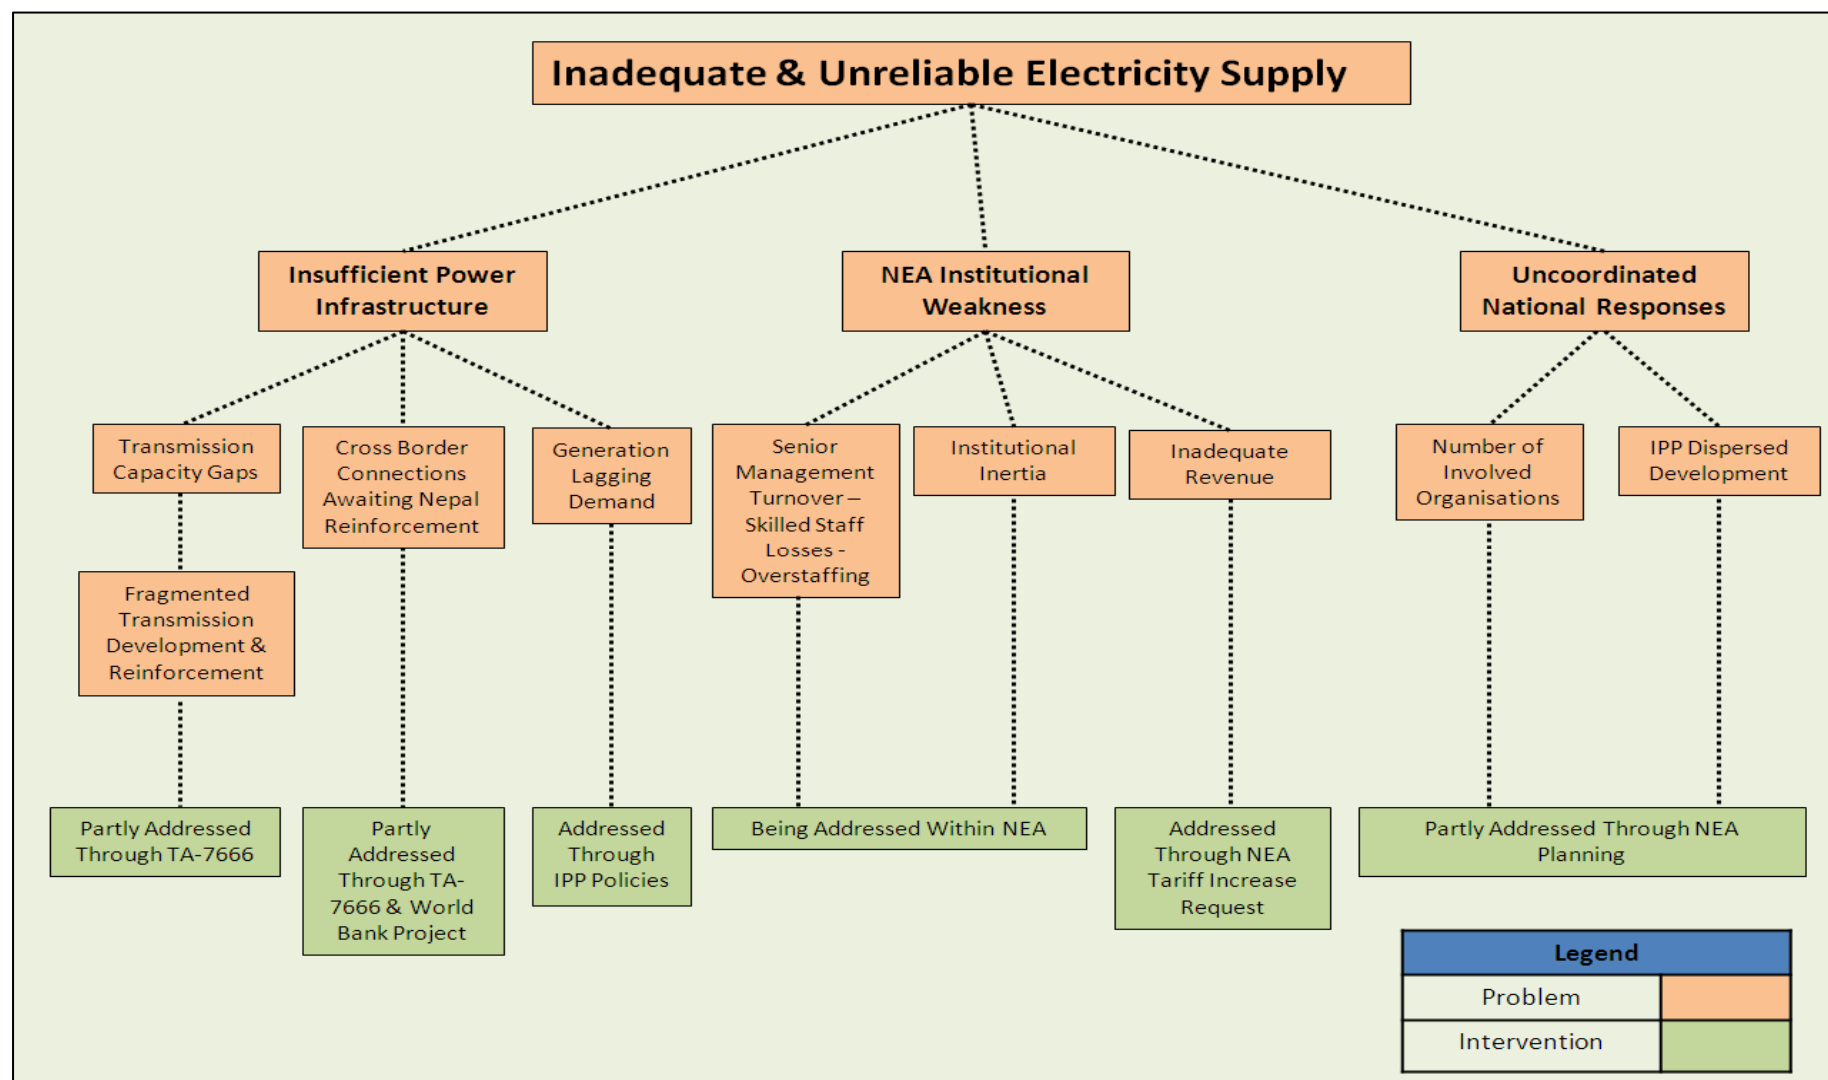 Inadequate & Unreliable Electricity Supply
Insufficient Power
Infrastructure
NEA Institutional
Weakness
Uncoordinated
National Responses
Transmission
Capacity Gaps
Cross Border
Connections
Awaiting Nepal
Reinforcement
Generation
Lagging
Demand
Senior
Management
Turnover –
Skilled Staff
Losses -
Overstaffing
Institutional
Inertia
Inadequate
Revenue
Number of
Involved
Organisations
IPP Dispersed
Development
Fragmented
Transmission
Development &
Reinforcement
Partly Addressed
Through TA-7666
Partly
Addressed
Through TA-
7666 & World
Bank Project
Addressed
Through
IPP Policies
Being Addressed Within NEA
Addressed
Through NEA
Tariff Increase
Request
Partly Addressed Through NEA
Planning
Legend
Problem
Intervention